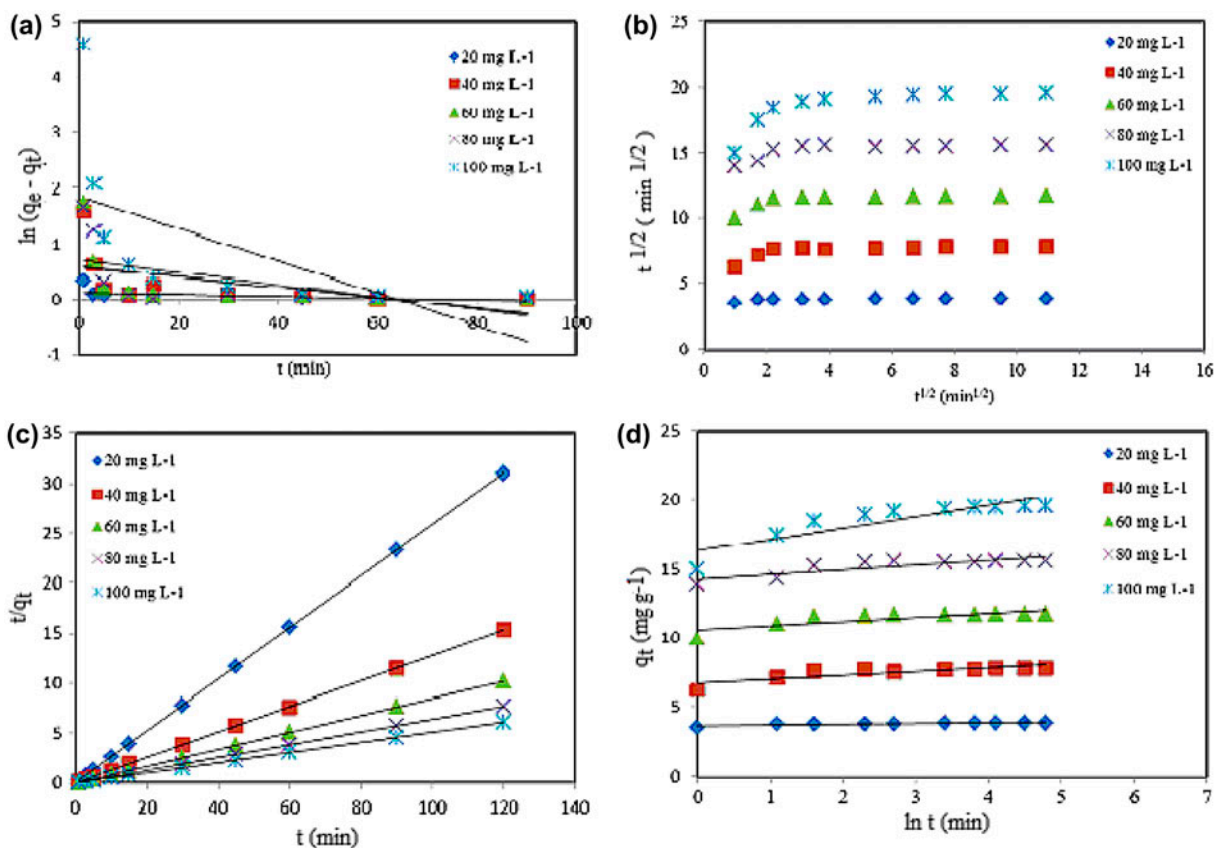 (a)
5
4
3
2
1
0
-1
ln (qe - qt)
0
20
40
60
80
100
t (min)
20 mg L-1
40 mg L-1
60 mg L-1
80 mg L-1
100 mg L-1
(b)
25
20
15
10
5
0
t 1/2 ( min 1/2)
0 2 4 6 8 10 12 14 16
t1/2 (min1/2)
20 mg L-1
40 mg L-1
60 mg L-1
80 mg L-1
100 mg L-1
(c)
35
30
25
20
15
10
5
0
t/qt
0 20 40 60 80 100 120 140
t (min)
20 mg L-1
40 mg L-1
60 mg L-1
80 mg L-1
100 mg L-1
(d)
25
20
15
10
5
0
qt (mg g-1)
0 1 2 3 4 5 6 7
ln t (min)
20 mg L-1
40 mg L-1
60 mg L-1
80 mg L-1
100 mg L-1